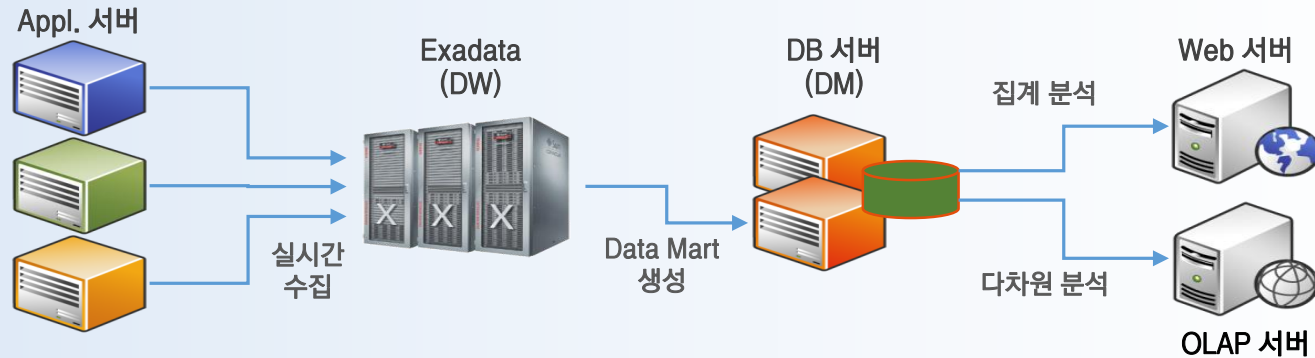 Appl. 서버
Exadata
(DW)
DB 서버
(DM)
Web 서버
집계 분석
실시간
수집
X X X
Data Mart
생성
다차원 분석
OLAP 서버